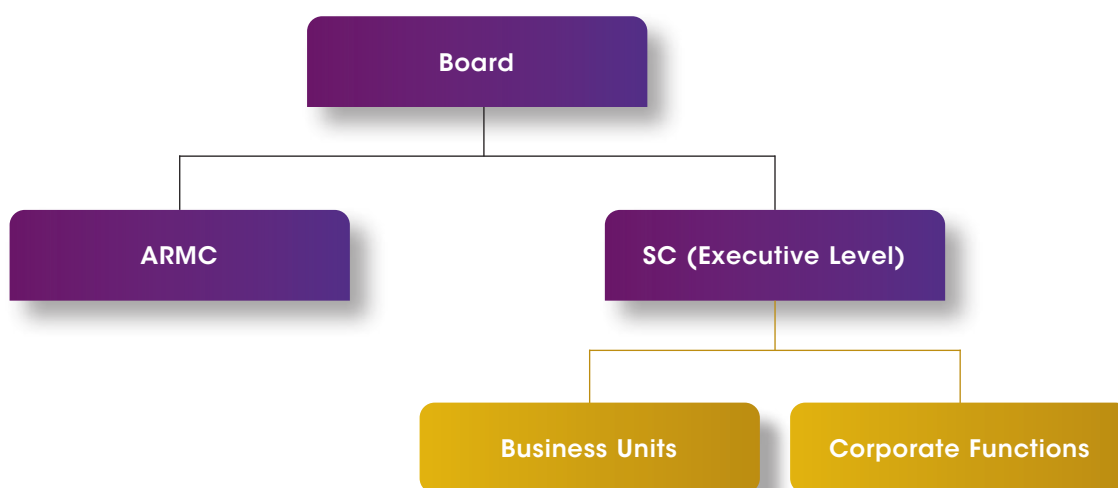 Board
ARMC
SC (Executive Level)
Business Units
Corporate Functions